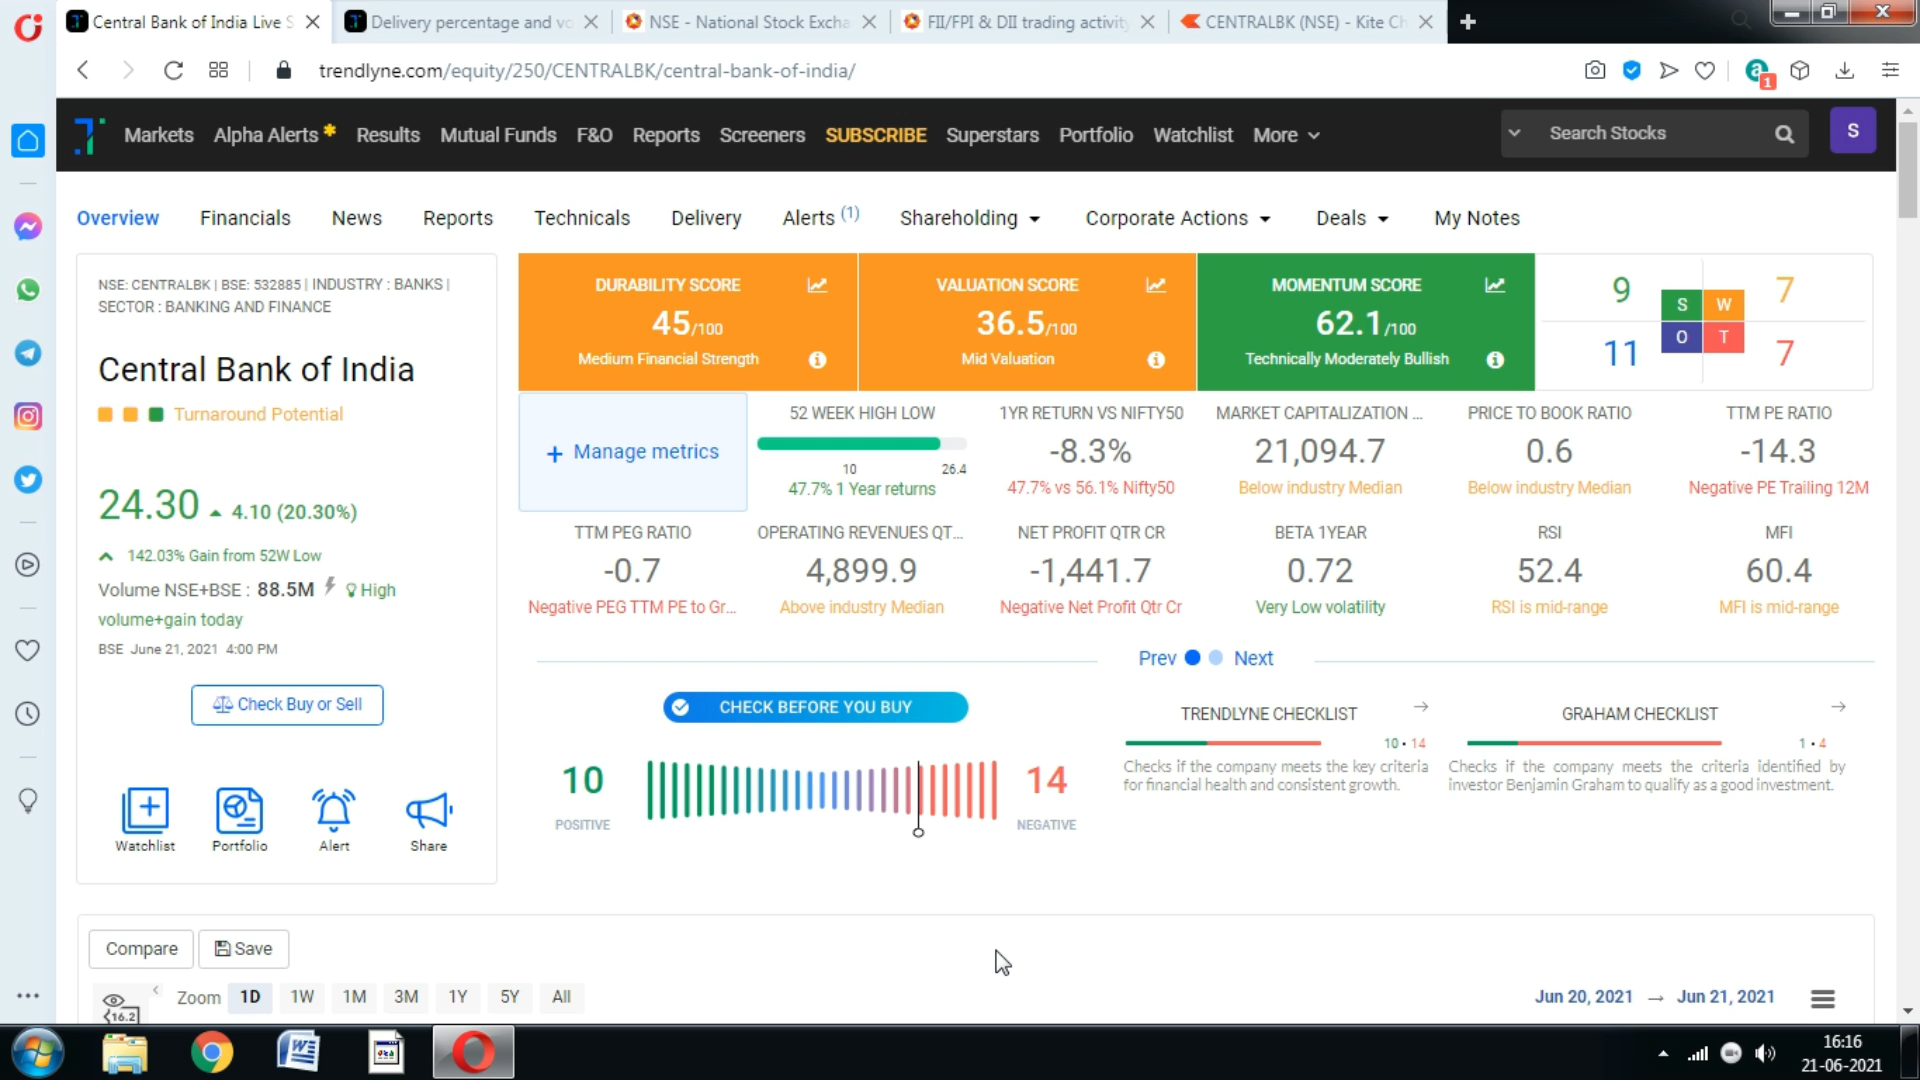 Central Bank of India Live S
Delivery percentage and vo
NSE - National Stock Excha
FII/FPI & DII trading activity
CENTRALBK (NSE) - Kite Ch
trendlyne.com/equity/250/CENTRALBK/central-bank-of-india/
1
Markets Alpha Alerts Results Mutual Funds F&O Reports Screeners SUBSCRIBE Superstars Portfolio Watchlist More
Search Stocks
S
Overview Financials News Reports Technicals Delivery Alerts (1) Shareholding Corporate Actions Deals My Notes
NSE: CENTRALBK | BSE: 532885 | INDUSTRY : BANKS |
SECTOR : BANKING AND FINANCE
Central Bank of India
Turnaround Potential
24.30 4.10 (20.30%)
142.03% Gain from 52W Low
Volume NSE+BSE : 88.5M High
volume+gain today
BSE June 21, 2021 4:00 PM
Check Buy or Sell
Watchlist Portfolio Alert Share
DURABILITY SCORE
45/100
Medium Financial Strength
VALUATION SCORE
36.5/100
Mid Valuation
MOMENTUM SCORE
62.1/100
Technically Moderately Bullish
9 S W 7
11 O T 7
+ Manage metrics
52 WEEK HIGH LOW
10 26.4
47.7% 1 Year returns
1YR RETURN VS NIFTY50
-8.3%
47.7% vs 56.1% Nifty50
MARKET CAPITALIZATION ...
21,094.7
Below industry Median
PRICE TO BOOK RATIO
0.6
Below industry Median
TTM PE RATIO
-14.3
Negative PE Trailing 12M
TTM PEG RATIO
-0.7
Negative PEG TTM PE to Gr...
OPERATING REVENUES QT...
4,899.9
Above industry Median
NET PROFIT QTR CR
-1,441.7
Negative Net Profit Qtr Cr
BETA 1YEAR
0.72
Very Low volatility
RSI
52.4
RSI is mid-range
MFI
60.4
MFI is mid-range
Prev Next
CHECK BEFORE YOU BUY
10
POSITIVE
14
NEGATIVE
TRENDLYNE CHECKLIST
10 • 14
Checks if the company meets the key criteria
for financial health and consistent growth.
GRAHAM CHECKLIST
1 • 4
Checks if the company meets the criteria identified by
investor Benjamin Graham to qualify as a good investment.
Compare Save
16.2
Zoom 1D 1W 1M 3M 1Y 5Y All
Jun 20, 2021 → Jun 21, 2021
16:16
21-06-2021